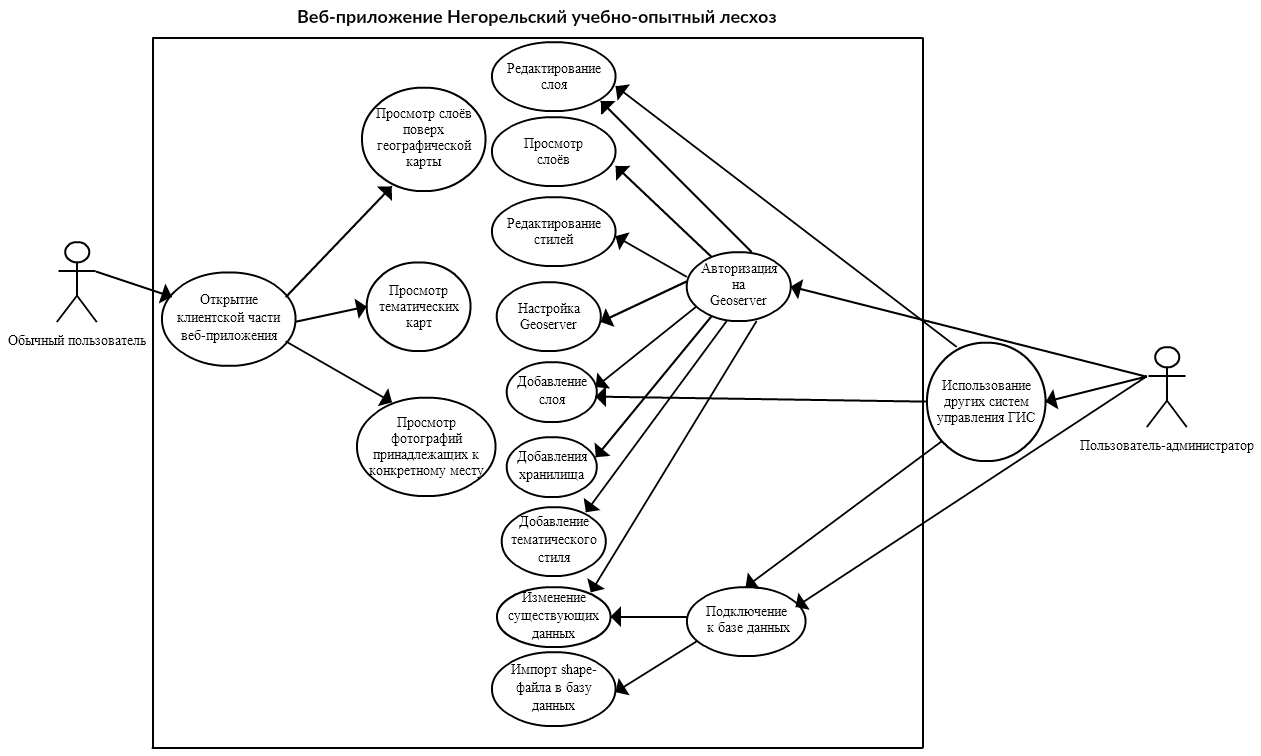 Веб-приложение Негорельский учебно-опытный лесхоз
Обычный пользователь
Открытие
клиентской части
веб-приложения
Просмотр слоёв
поверх
географической
карты
Просмотр
тематических
карт
Просмотр
фотографий
принадлежащих к
конкретному месту
Редактирование
слоя
Просмотр
слоёв
Редактирование
стилей
Настройка
Geoserver
Добавление
слоя
Добавления
хранилища
Добавление
тематического
стиля
Изменение
существующих
данных
Импорт shape-
файла в базу
данных
Авторизация
на
Geoserver
Подключение
к базе данных
Использование
других систем
управления ГИС
Пользователь-администратор